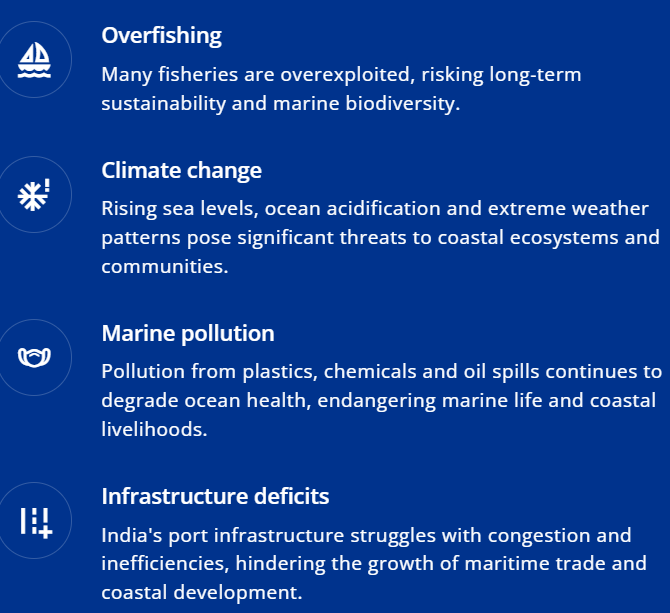 Overfishing
Many fisheries are overexploited, risking long-term
sustainability and marine biodiversity.
Climate change
Rising sea levels, ocean acidification and extreme weather
patterns pose significant threats to coastal ecosystems and
communities.
Marine pollution
Pollution from plastics, chemicals and oil spills continues to
degrade ocean health, endangering marine life and coastal
livelihoods.
Infrastructure deficits
India's port infrastructure struggles with congestion and
inefficiencies, hindering the growth of maritime trade and
coastal development.